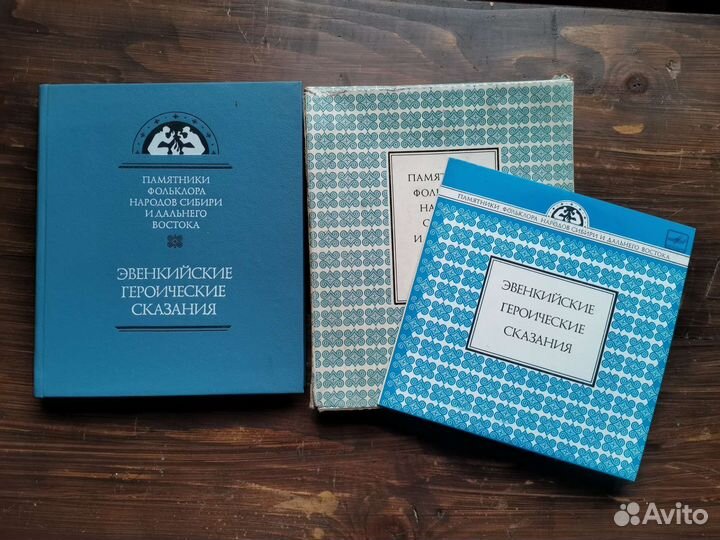 ПАМЯТНИКИ
ФОЛЬКЛОРА
НАРОДОВ СИБИРИ
И ДАЛЬНЕГО
ВОСТОКА
ЭВЕНКИЙСКИЕ
ГЕРОИЧЕСКИЕ
СКАЗАНИЯ
ПАМЯТ
ФО
НА
С
И
ПАМЯТНИКИ ФОЛЬКЛОРА НАРОДОВ СИБИРИ И ДАЛЬНЕГО ВОСТОКА
ЭВЕНКИЙСКИЕ
ГЕРОИЧЕСКИЕ
СКАЗАНИЯ
Avito